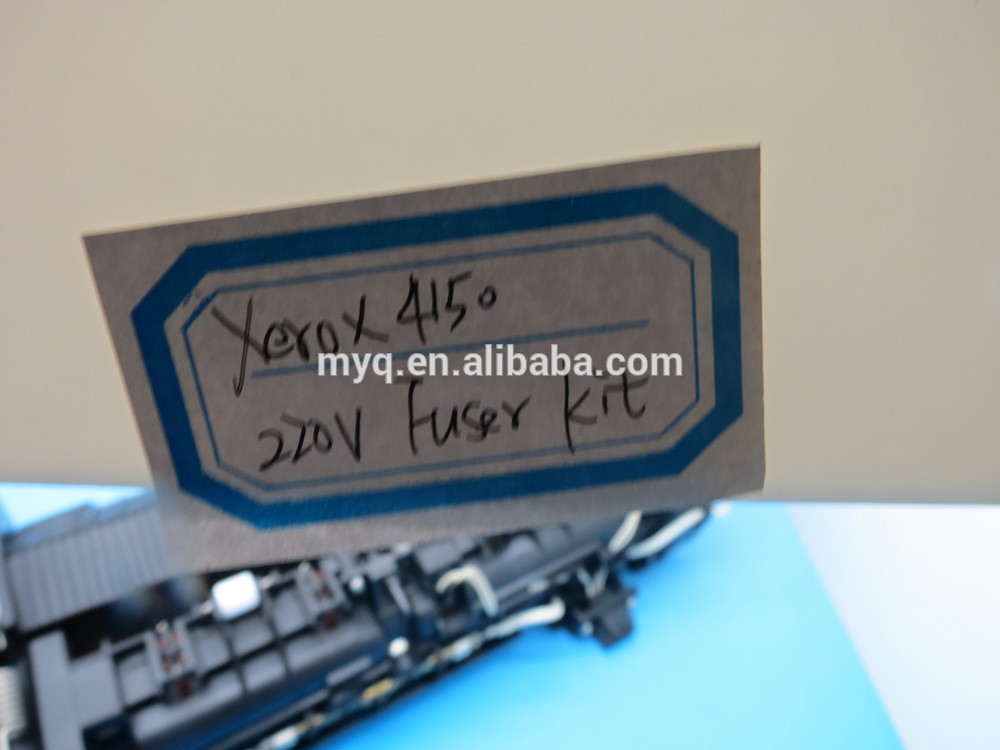 Xerox 4150
myq.en.alibaba.com
220V Fuser Kit